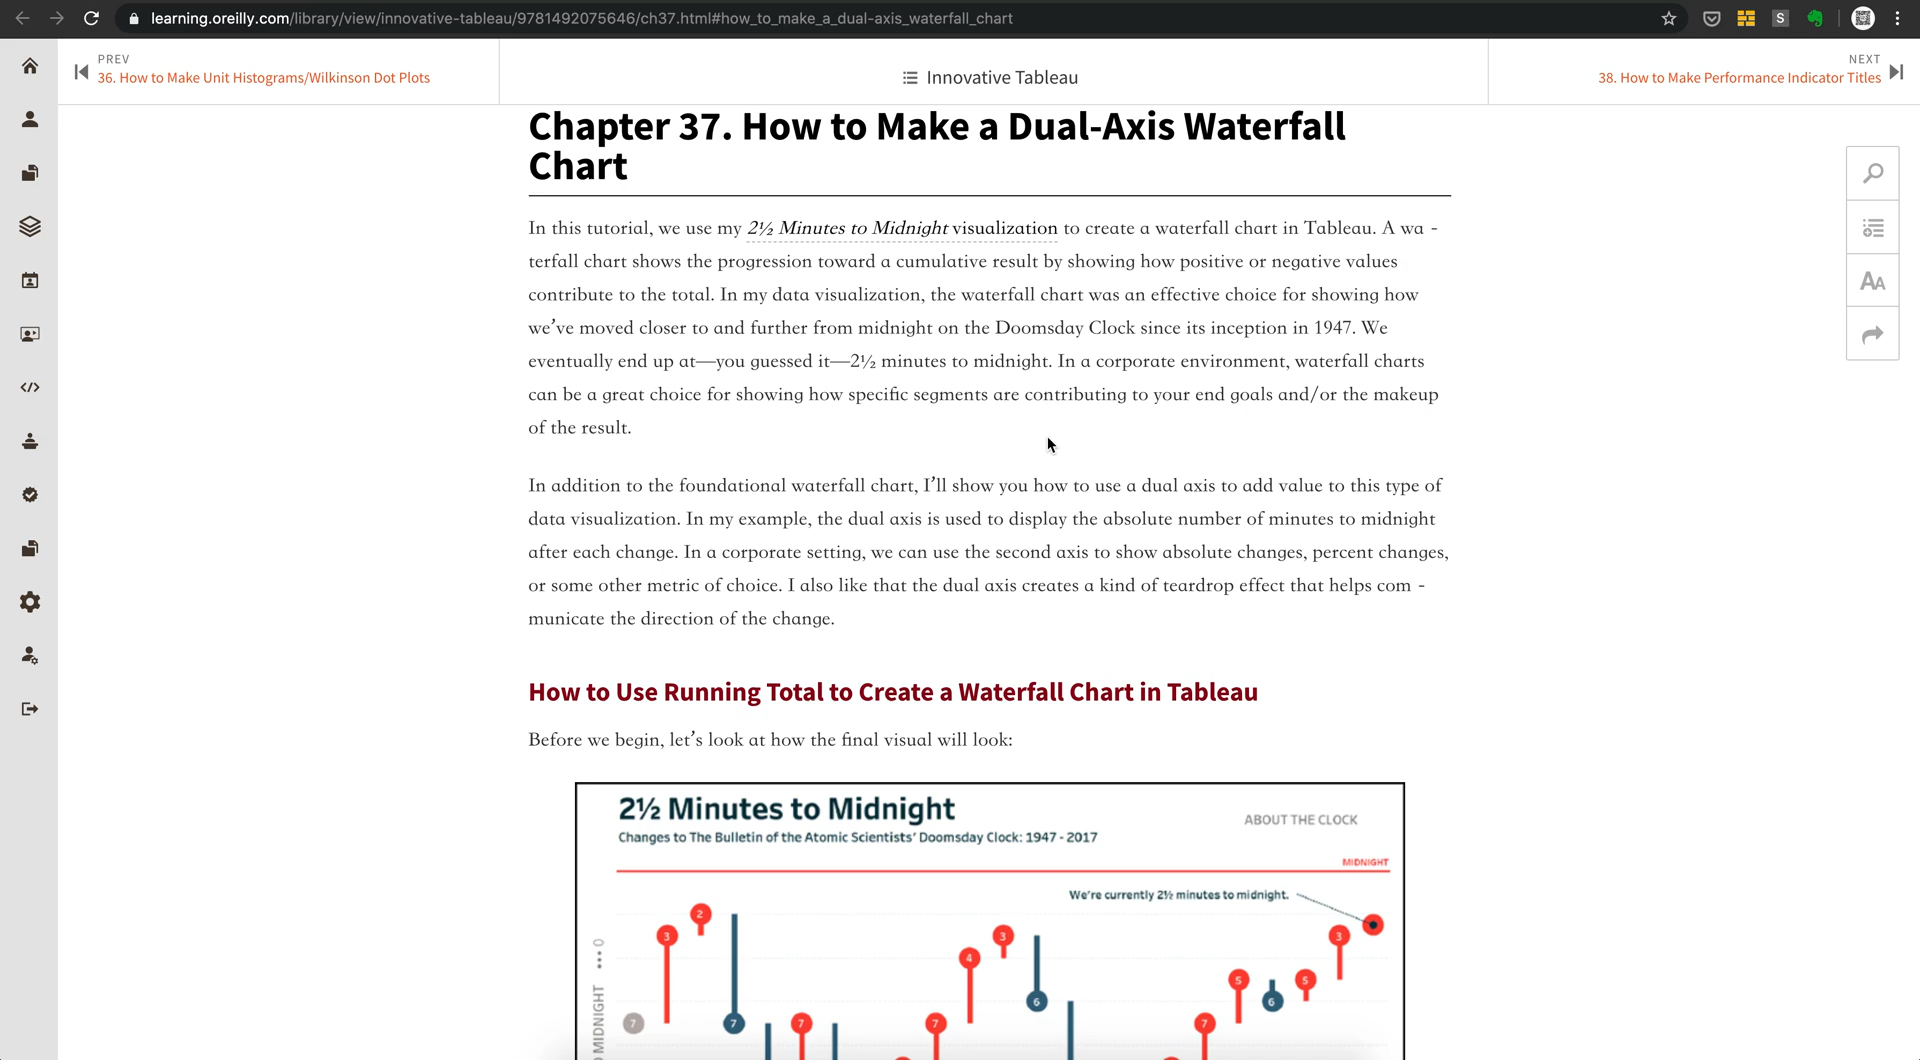 learning.oreilly.com/library/view/innovative-tableau/9781492075646/ch37.html#how_to_make_a_dual-axis_waterfall_chart
S
PREV
36. How to Make Unit Histograms/Wilkinson Dot Plots
Innovative Tableau
NEXT
38. How to Make Performance Indicator Titles
Chapter 37. How to Make a Dual-Axis Waterfall
Chart
In this tutorial, we use my 2½ Minutes to Midnight visualization to create a waterfall chart in Tableau. A wa -
terfall chart shows the progression toward a cumulative result by showing how positive or negative values
contribute to the total. In my data visualization, the waterfall chart was an effective choice for showing how
we’ve moved closer to and further from midnight on the Doomsday Clock since its inception in 1947. We
eventually end up at—you guessed it—2½ minutes to midnight. In a corporate environment, waterfall charts
can be a great choice for showing how specific segments are contributing to your end goals and/or the makeup
of the result.
AA
In addition to the foundational waterfall chart, I’ll show you how to use a dual axis to add value to this type of
data visualization. In my example, the dual axis is used to display the absolute number of minutes to midnight
after each change. In a corporate setting, we can use the second axis to show absolute changes, percent changes,
or some other metric of choice. I also like that the dual axis creates a kind of teardrop effect that helps com -
municate the direction of the change.
How to Use Running Total to Create a Waterfall Chart in Tableau
Before we begin, let’s look at how the final visual will look:
2½ Minutes to Midnight
ABOUT THE CLOCK
Changes to The Bulletin of the Atomic Scientists’ Doomsday Clock: 1947 - 2017
MIDNIGHT
We’re currently 2½ minutes to midnight.
2
3 3 3
4
5 5
6 6
7 7 7 7 7
MIDNIGHT ••• 0